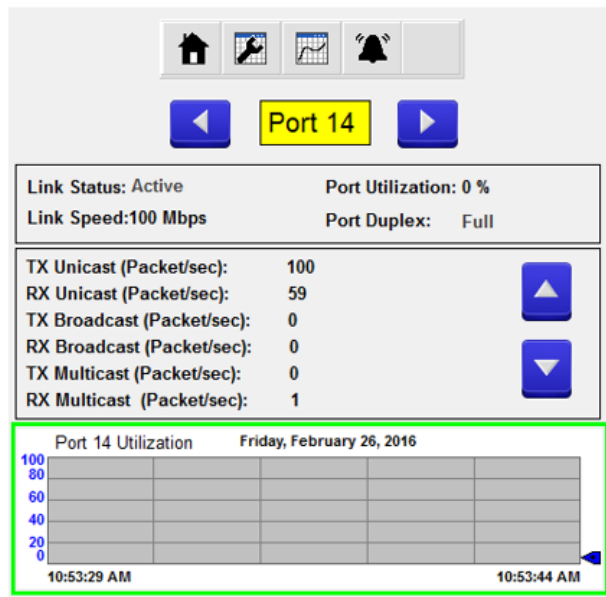 Port 14
Link Status: Active Port Utilization: 0 %
Link Speed:100 Mbps Port Duplex: Full
TX Unicast (Packet/sec): 100
RX Unicast (Packet/sec): 59
TX Broadcast (Packet/sec): 0
RX Broadcast (Packet/sec): 0
TX Multicast (Packet/sec): 0
RX Multicast (Packet/sec): 1
Port 14 Utilization Friday, February 26, 2016
100
80
60
40
20
0
10:53:29 AM 10:53:44 AM